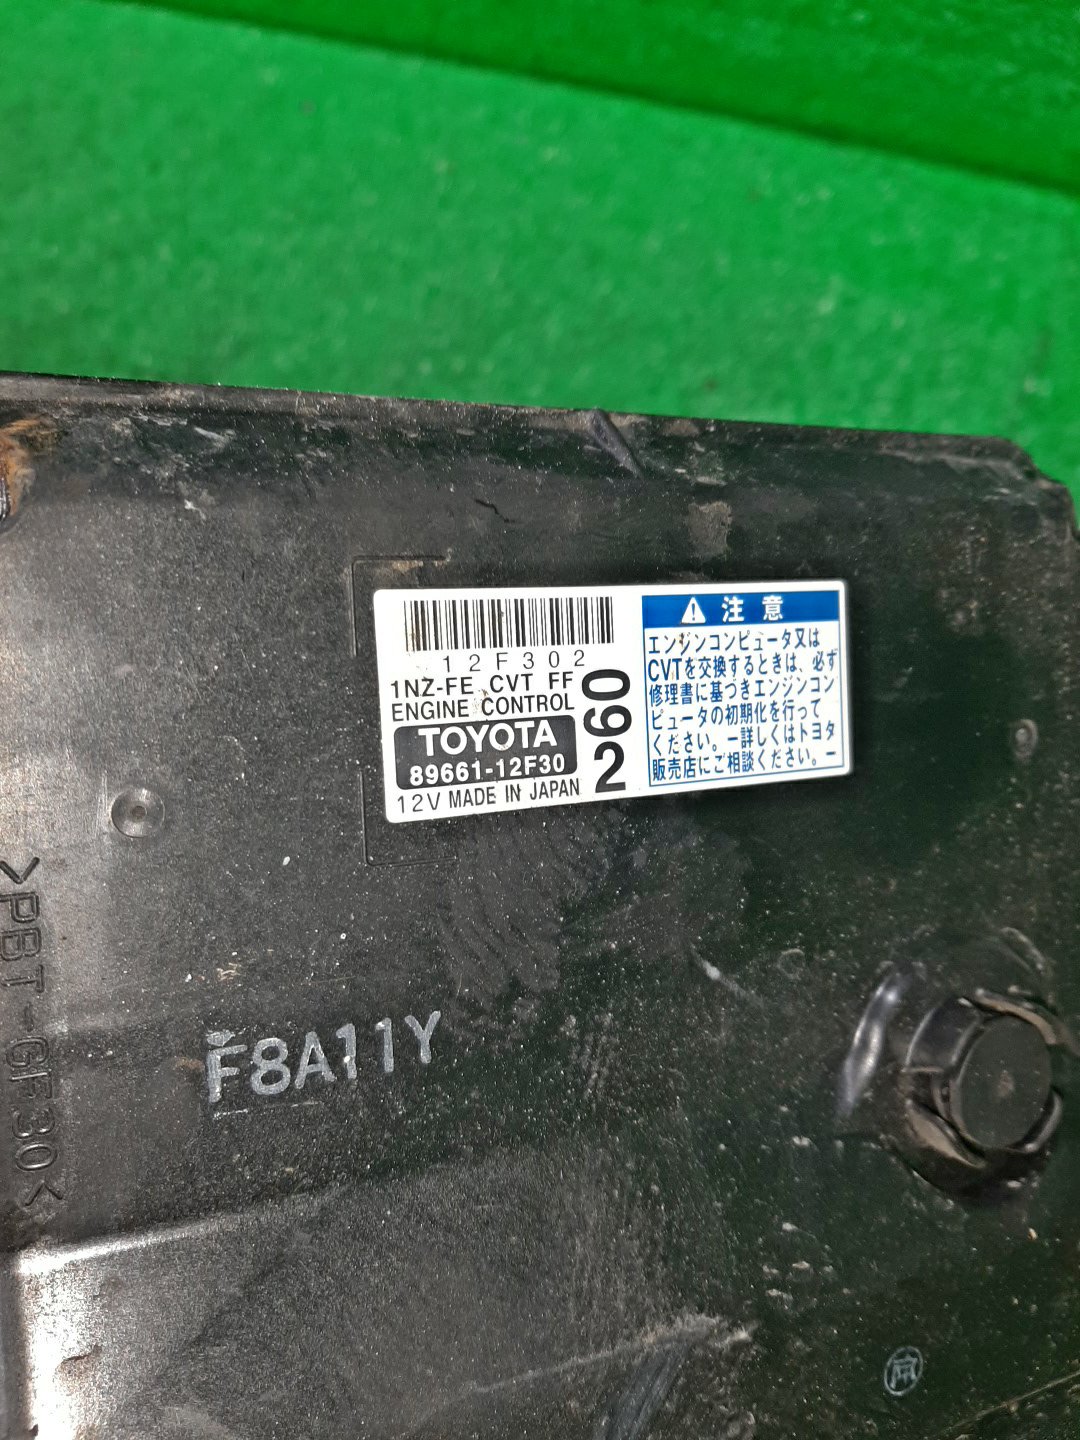 12F302
1NZ-FE CVT FF
ENGINE CONTROL
TOYOTA
89661-12F30
12V MADE IN JAPAN
260
注意
エンジンコンピュータ又は
CVTを交換するときは、必ず
修理書に基づきエンジンコン
ピュータの初期化を行って
ください。ー詳しくはトヨタ
販売店にご相談ください。ー
>PBT-GF30<
F8A11Y